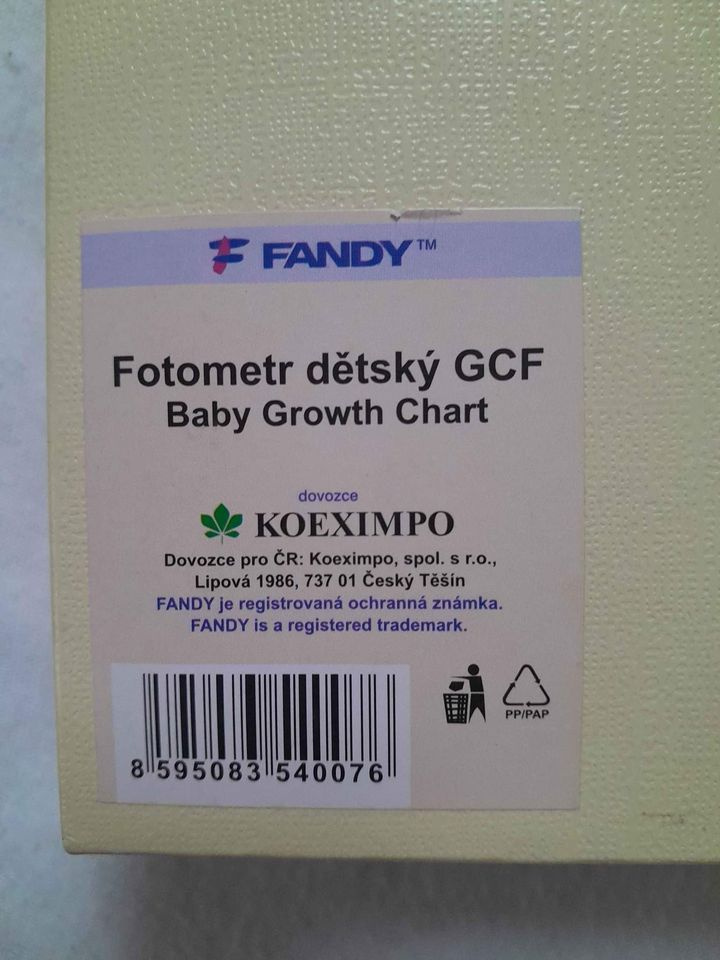 FANDY™
Fotometr dětský GCF
Baby Growth Chart
dovozce
KOEXIMPO
Dovozce pro ČR: Koeximpo, spol. s r.o.,
Lipová 1986, 737 01 Český Těšín
FANDY je registrovaná ochranná známka.
FANDY is a registered trademark.
PP/PAP
8 595083 540076